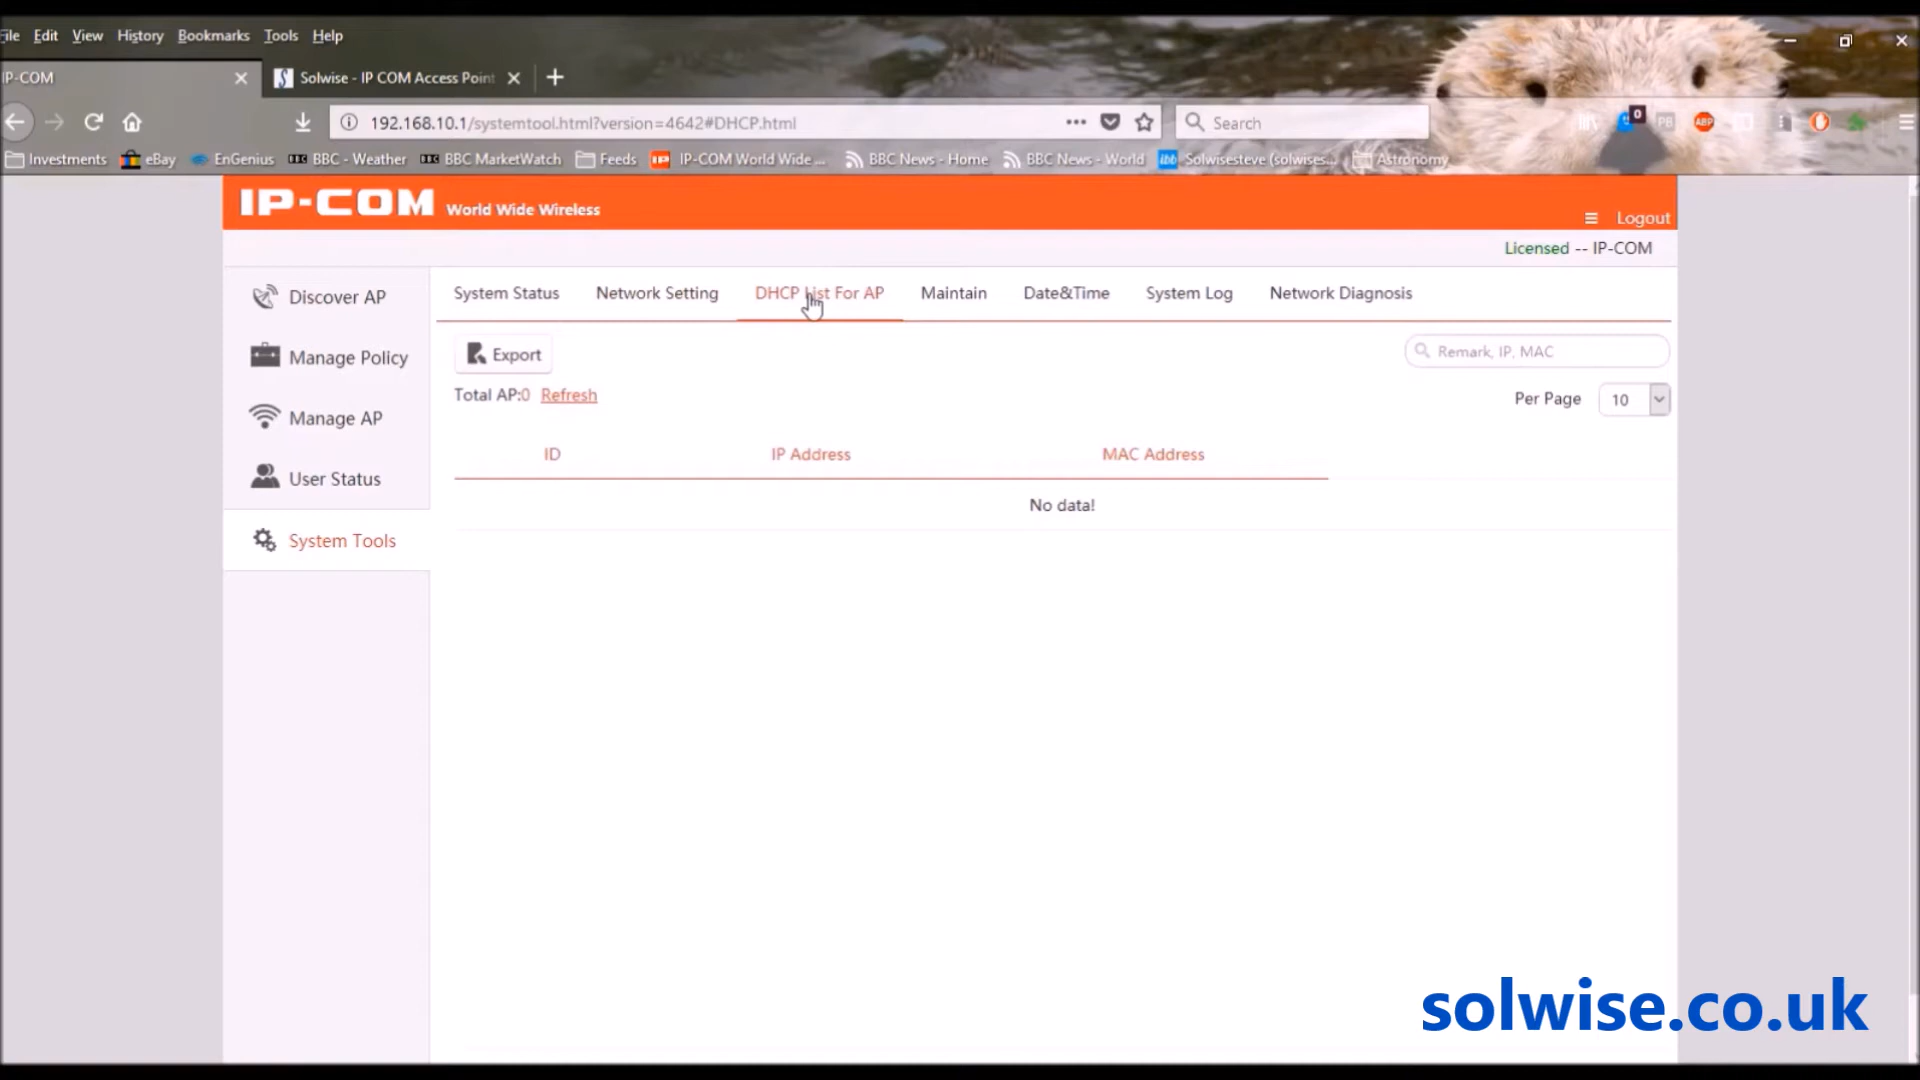 File Edit View History Bookmarks Tools Help
IP-COM
Solwise - IP COM Access Point
192.168.10.1/systemtool.html?version=4642#DHCP.html
Search
0
PB
ABP
Investments eBay EnGenius BBC - Weather BBC MarketWatch Feeds IP-COM World Wide ... BBC News - Home BBC News - World Solwisesteve (solwises... Astronomy
IP-COM World Wide Wireless
Logout
Licensed -- IP-COM
Discover AP
Manage Policy
Manage AP
User Status
System Tools
System Status Network Setting DHCP List For AP Maintain Date&Time System Log Network Diagnosis
Export
Remark, IP, MAC
Total AP:0 Refresh
Per Page 10
ID IP Address MAC Address
No data!
solwise.co.uk